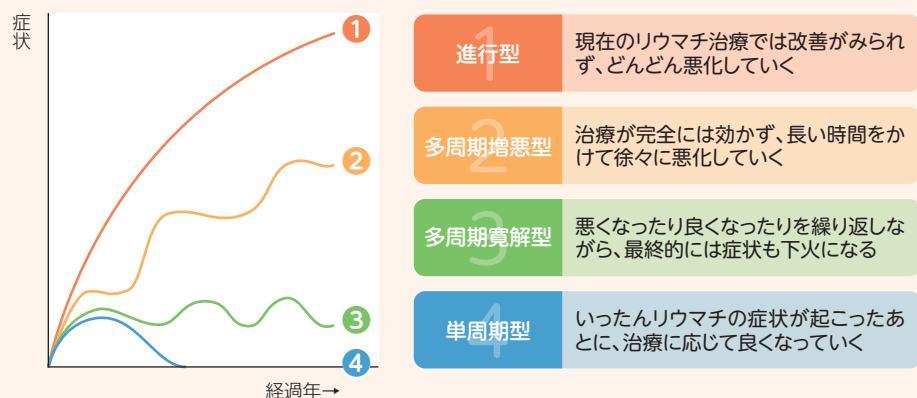 症状
❶
❷
❸
❹
経過年→
1
進行型
現在のリウマチ治療では改善がみられ
ず、どんどん悪化していく
2
多周期増悪型
治療が完全には効かず、長い時間をか
けて徐々に悪化していく
3
多周期寛解型
悪くなったり良くなったりを繰り返しな
がら、最終的には症状も下火になる
4
単周期型
いったんリウマチの症状が起こったあ
とに、治療に応じて良くなっていく